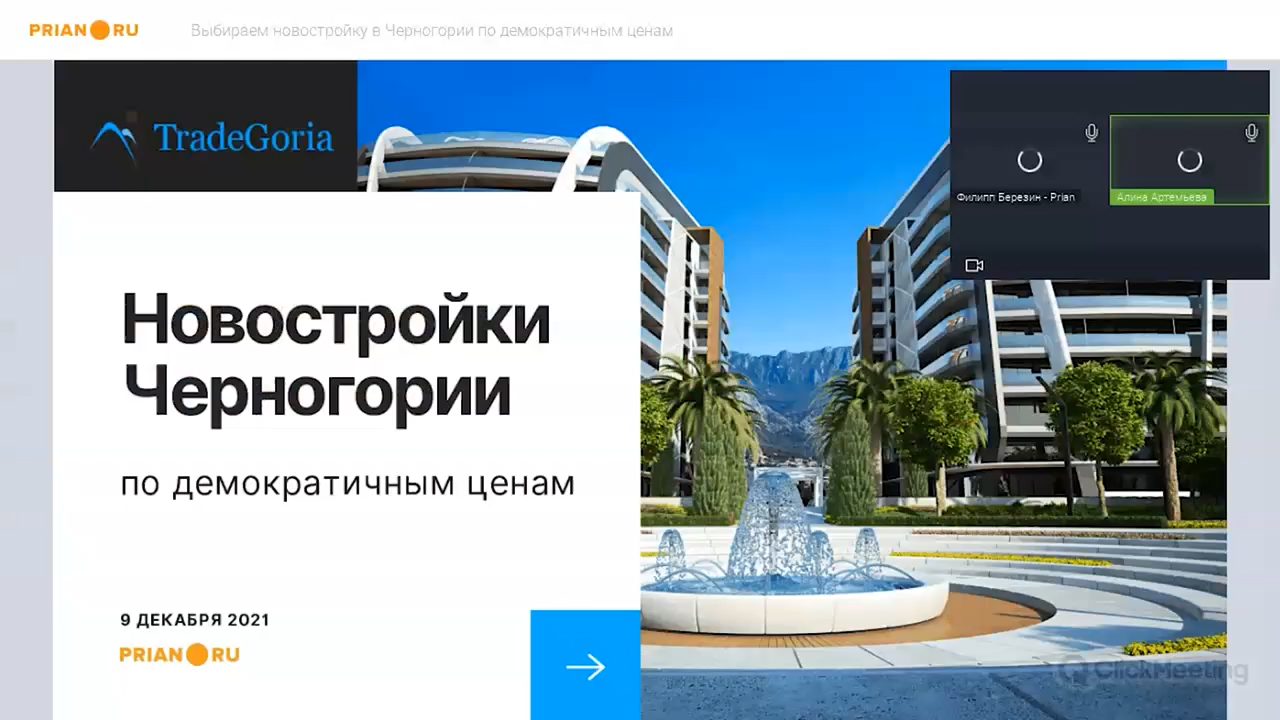 PRIAN RU
Выбираем новостройку в Черногории по демократичным ценам
TradeGoria
Филипп Березин - Prian
Алина Артемьева
Новостройки
Черногории
по демократичным ценам
9 ДЕКАБРЯ 2021
PRIAN RU
ClickMeeting